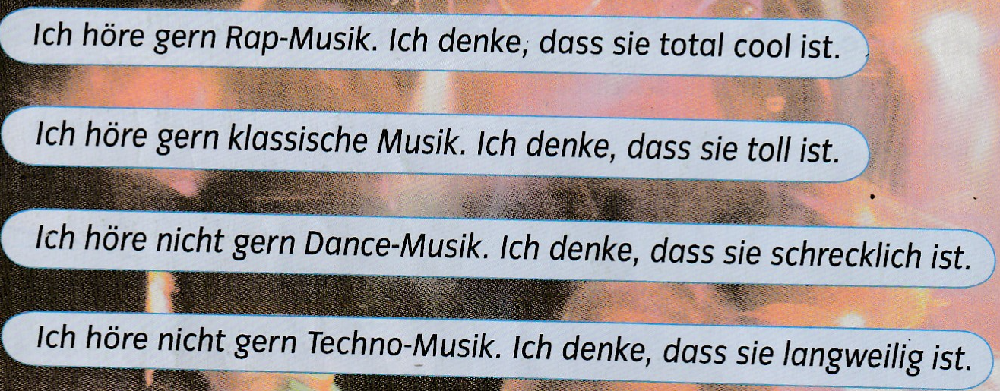 Ich höre gern Rap-Musik. Ich denke, dass sie total cool ist.
Ich höre gern klassische Musik. Ich denke, dass sie toll ist.
Ich höre nicht gern Dance-Musik. Ich denke, dass sie schrecklich ist.
Ich höre nicht gern Techno-Musik. Ich denke, dass sie langweilig ist.